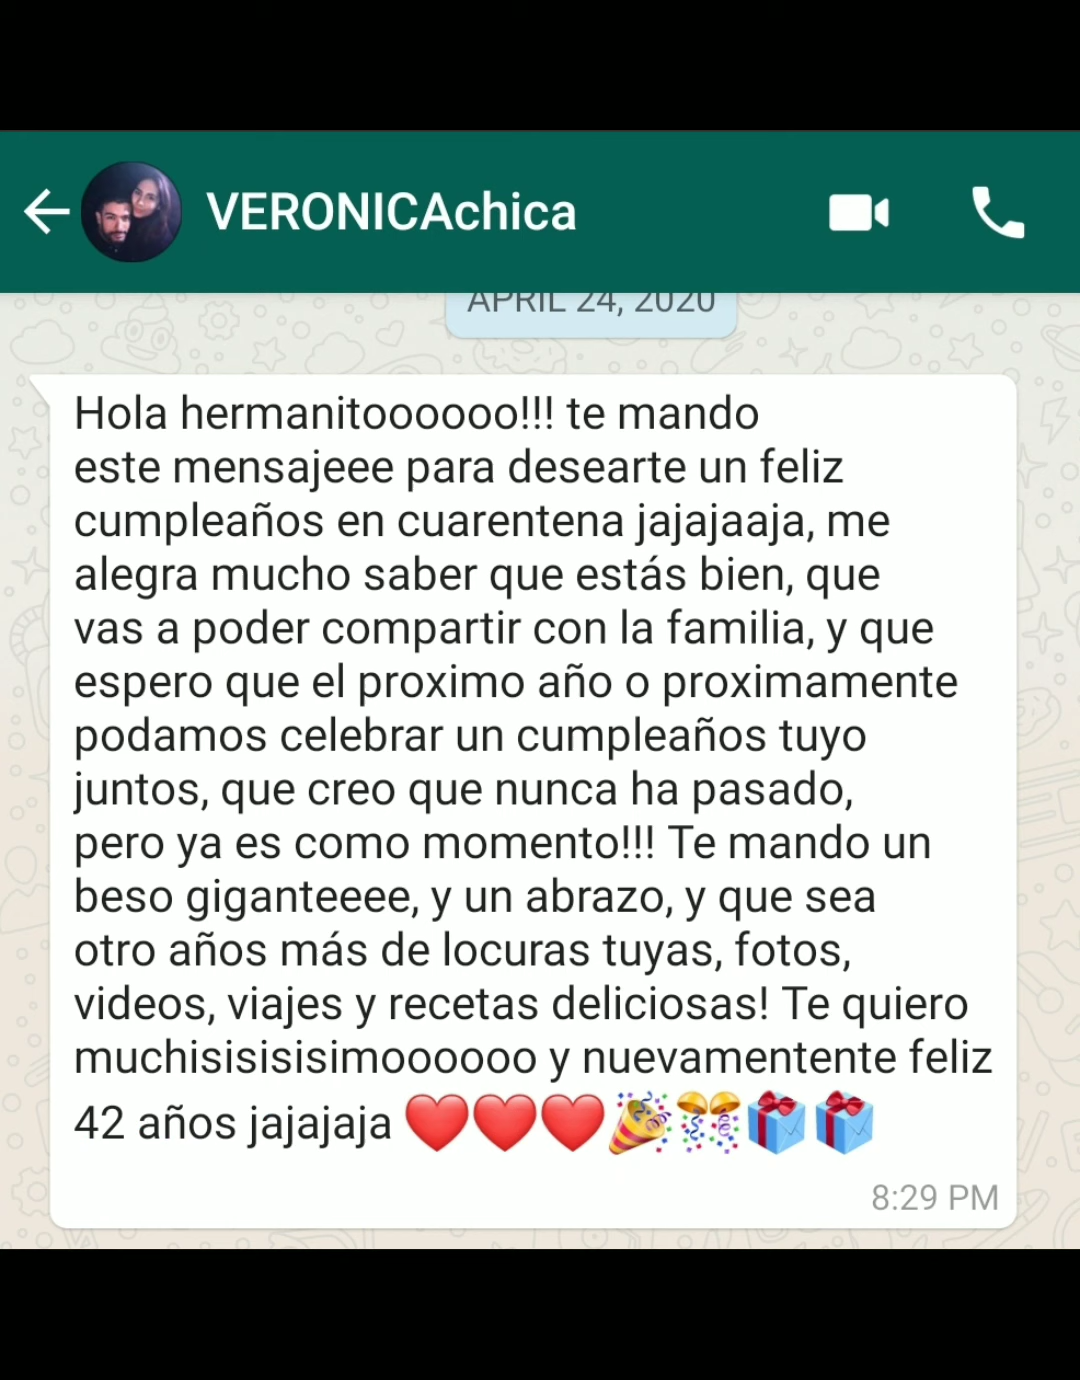 VERONICAchica
APRIL 24, 2020
Hola hermanitoooooo!!! te mando
este mensajeee para desearte un feliz
cumpleaños en cuarentena jajajaaja, me
alegra mucho saber que estás bien, que
vas a poder compartir con la familia, y que
espero que el proximo año o proximamente
podamos celebrar un cumpleaños tuyo
juntos, que creo que nunca ha pasado,
pero ya es como momento!!! Te mando un
beso giganteeee, y un abrazo, y que sea
otro años más de locuras tuyas, fotos,
videos, viajes y recetas deliciosas! Te quiero
muchisisisisimoooooo y nuevamentente feliz
42 años jajajaja ❤️❤️❤️🎉🎊🎁🎁
8:29 PM